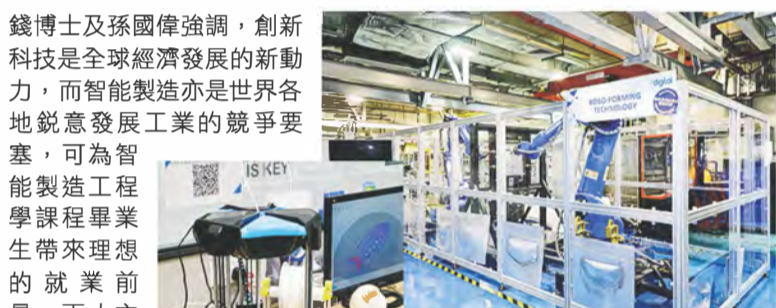 錢博士及孫國偉強調，創新
科技是全球經濟發展的新動
力，而智能製造亦是世界各
地銳意發展工業的競爭要
塞，可為智
能製造工程
學課程畢業
生帶來理想
的就業前
IS KEY
digital
ROBO-FORMING
TECHNOLOGY